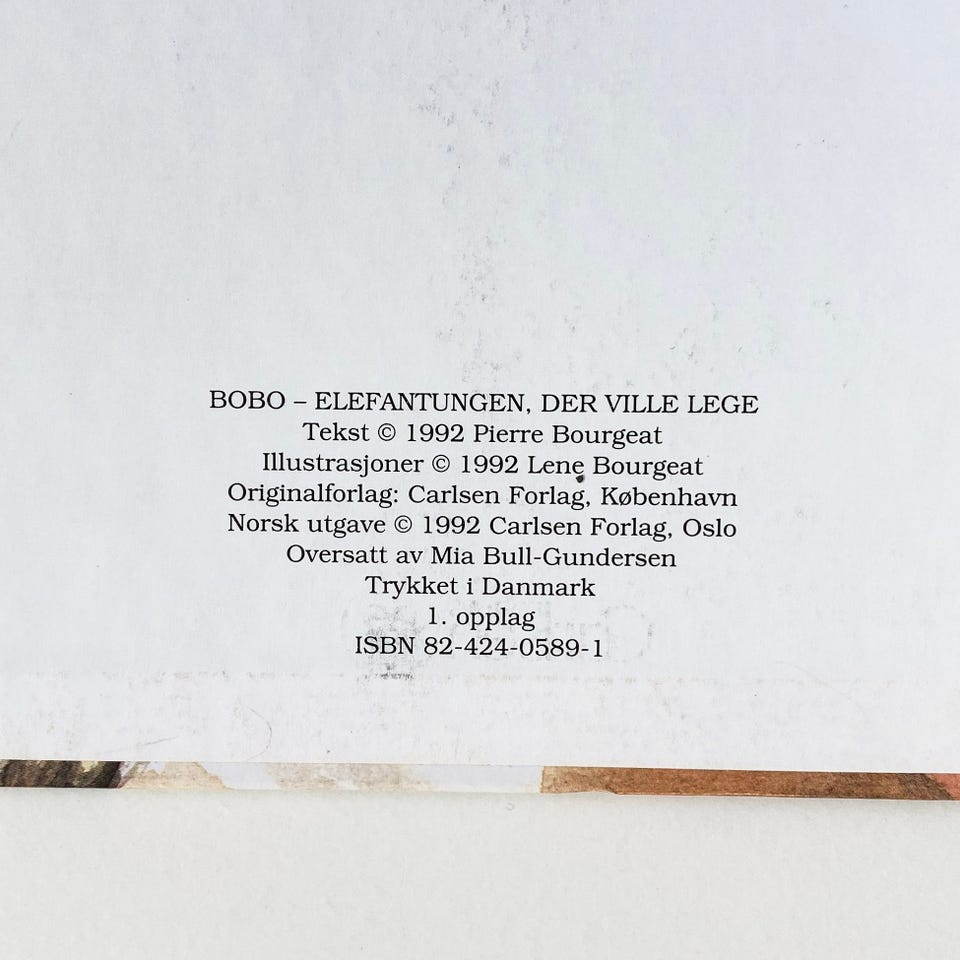 BOBO – ELEFANTUNGEN, DER VILLE LEGE
Tekst © 1992 Pierre Bourgeat
Illustrasjoner © 1992 Lene Bourgeat
Originalforlag: Carlsen Forlag, København
Norsk utgave © 1992 Carlsen Forlag, Oslo
Oversatt av Mia Bull-Gundersen
Trykket i Danmark
1. opplag
ISBN 82-424-0589-1